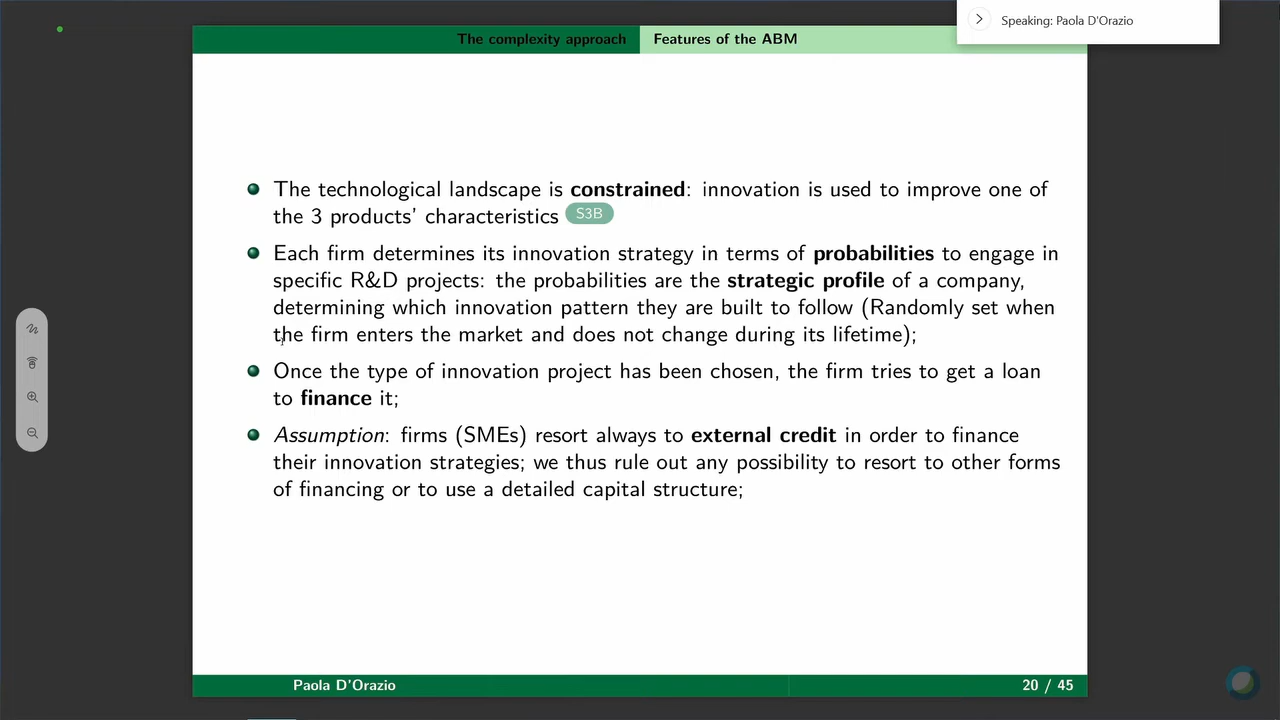 Speaking: Paola D'Orazio
The complexity approach
Features of the ABM
The technological landscape is constrained: innovation is used to improve one of
the 3 products' characteristics S3B
Each firm determines its innovation strategy in terms of probabilities to engage in
specific R&D projects: the probabilities are the strategic profile of a company,
determining which innovation pattern they are built to follow (Randomly set when
the firm enters the market and does not change during its lifetime);
Once the type of innovation project has been chosen, the firm tries to get a loan
to finance it;
Assumption: firms (SMEs) resort always to external credit in order to finance
their innovation strategies; we thus rule out any possibility to resort to other forms
of financing or to use a detailed capital structure;
Paola D'Orazio
20 / 45